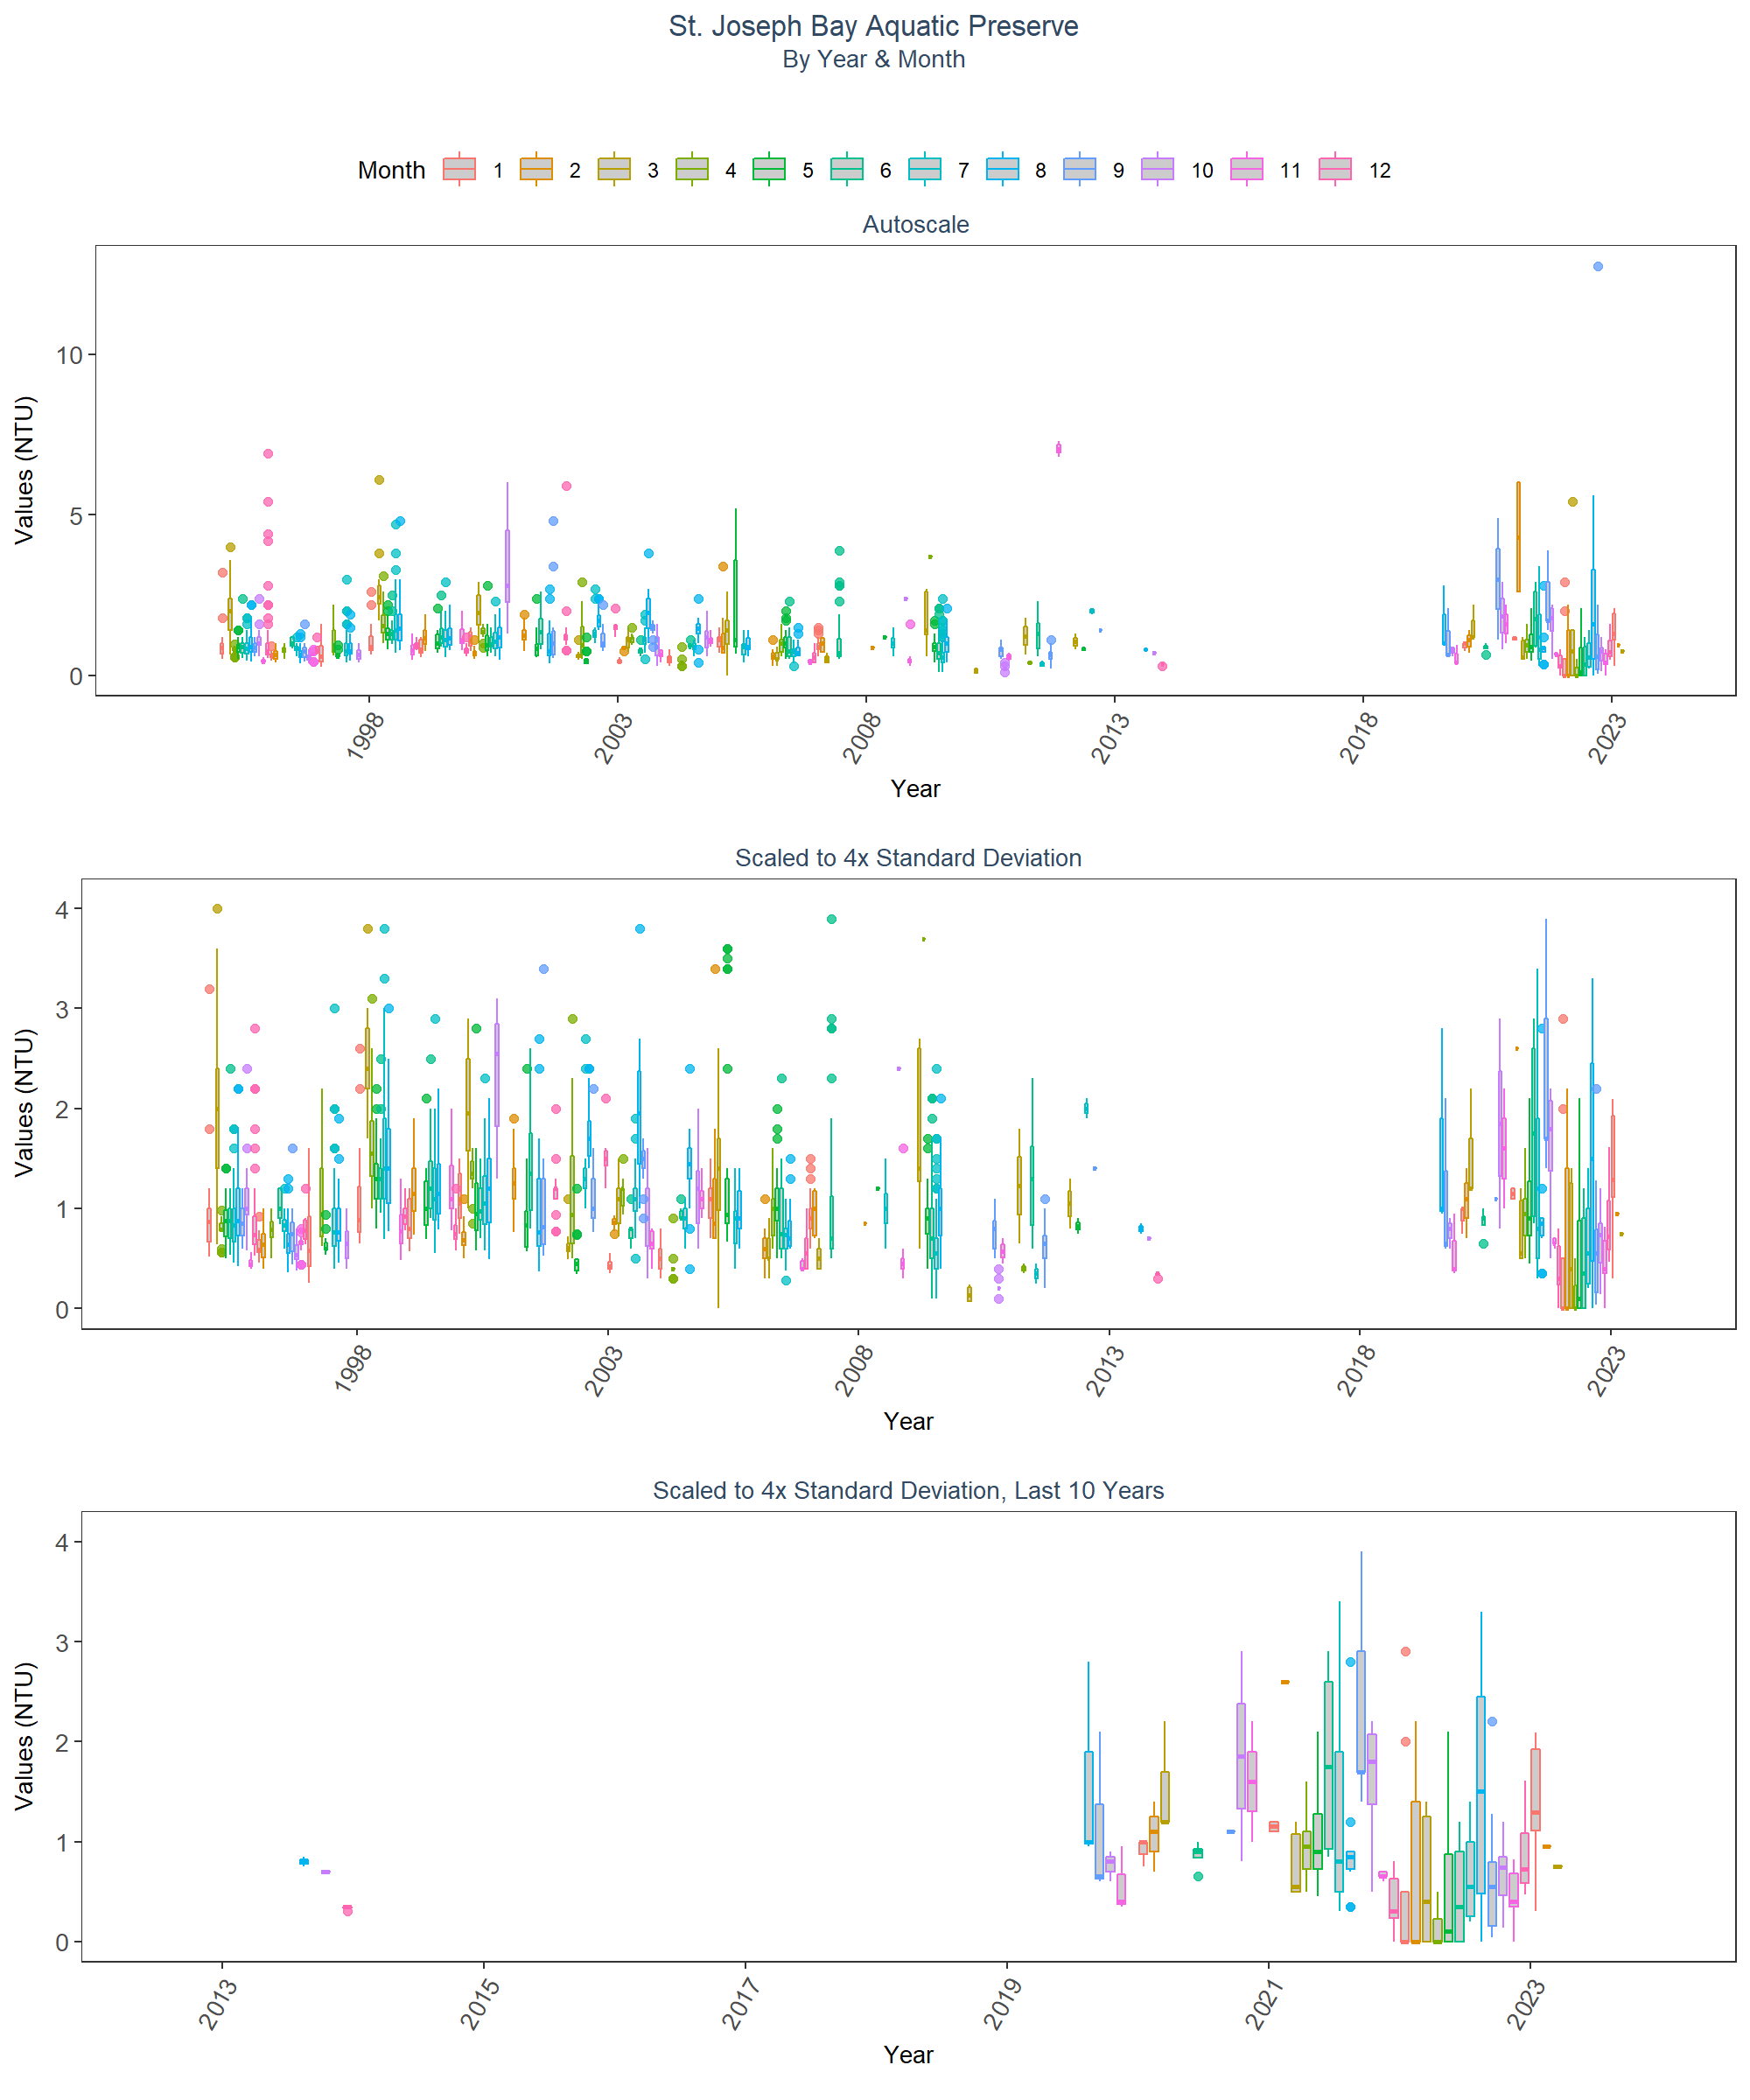 St. Joseph Bay Aquatic Preserve
By Year & Month
Month 1 2 3 4 5 6 7 8 9 10 11 12
Autoscale
Values (NTU)
10
5
0
1998 2003 2008 2013 2018 2023
Year
Scaled to 4x Standard Deviation
Values (NTU)
4
3
2
1
0
1998 2003 2008 2013 2018 2023
Year
Scaled to 4x Standard Deviation, Last 10 Years
Values (NTU)
4
3
2
1
0
2013 2015 2017 2019 2021 2023
Year